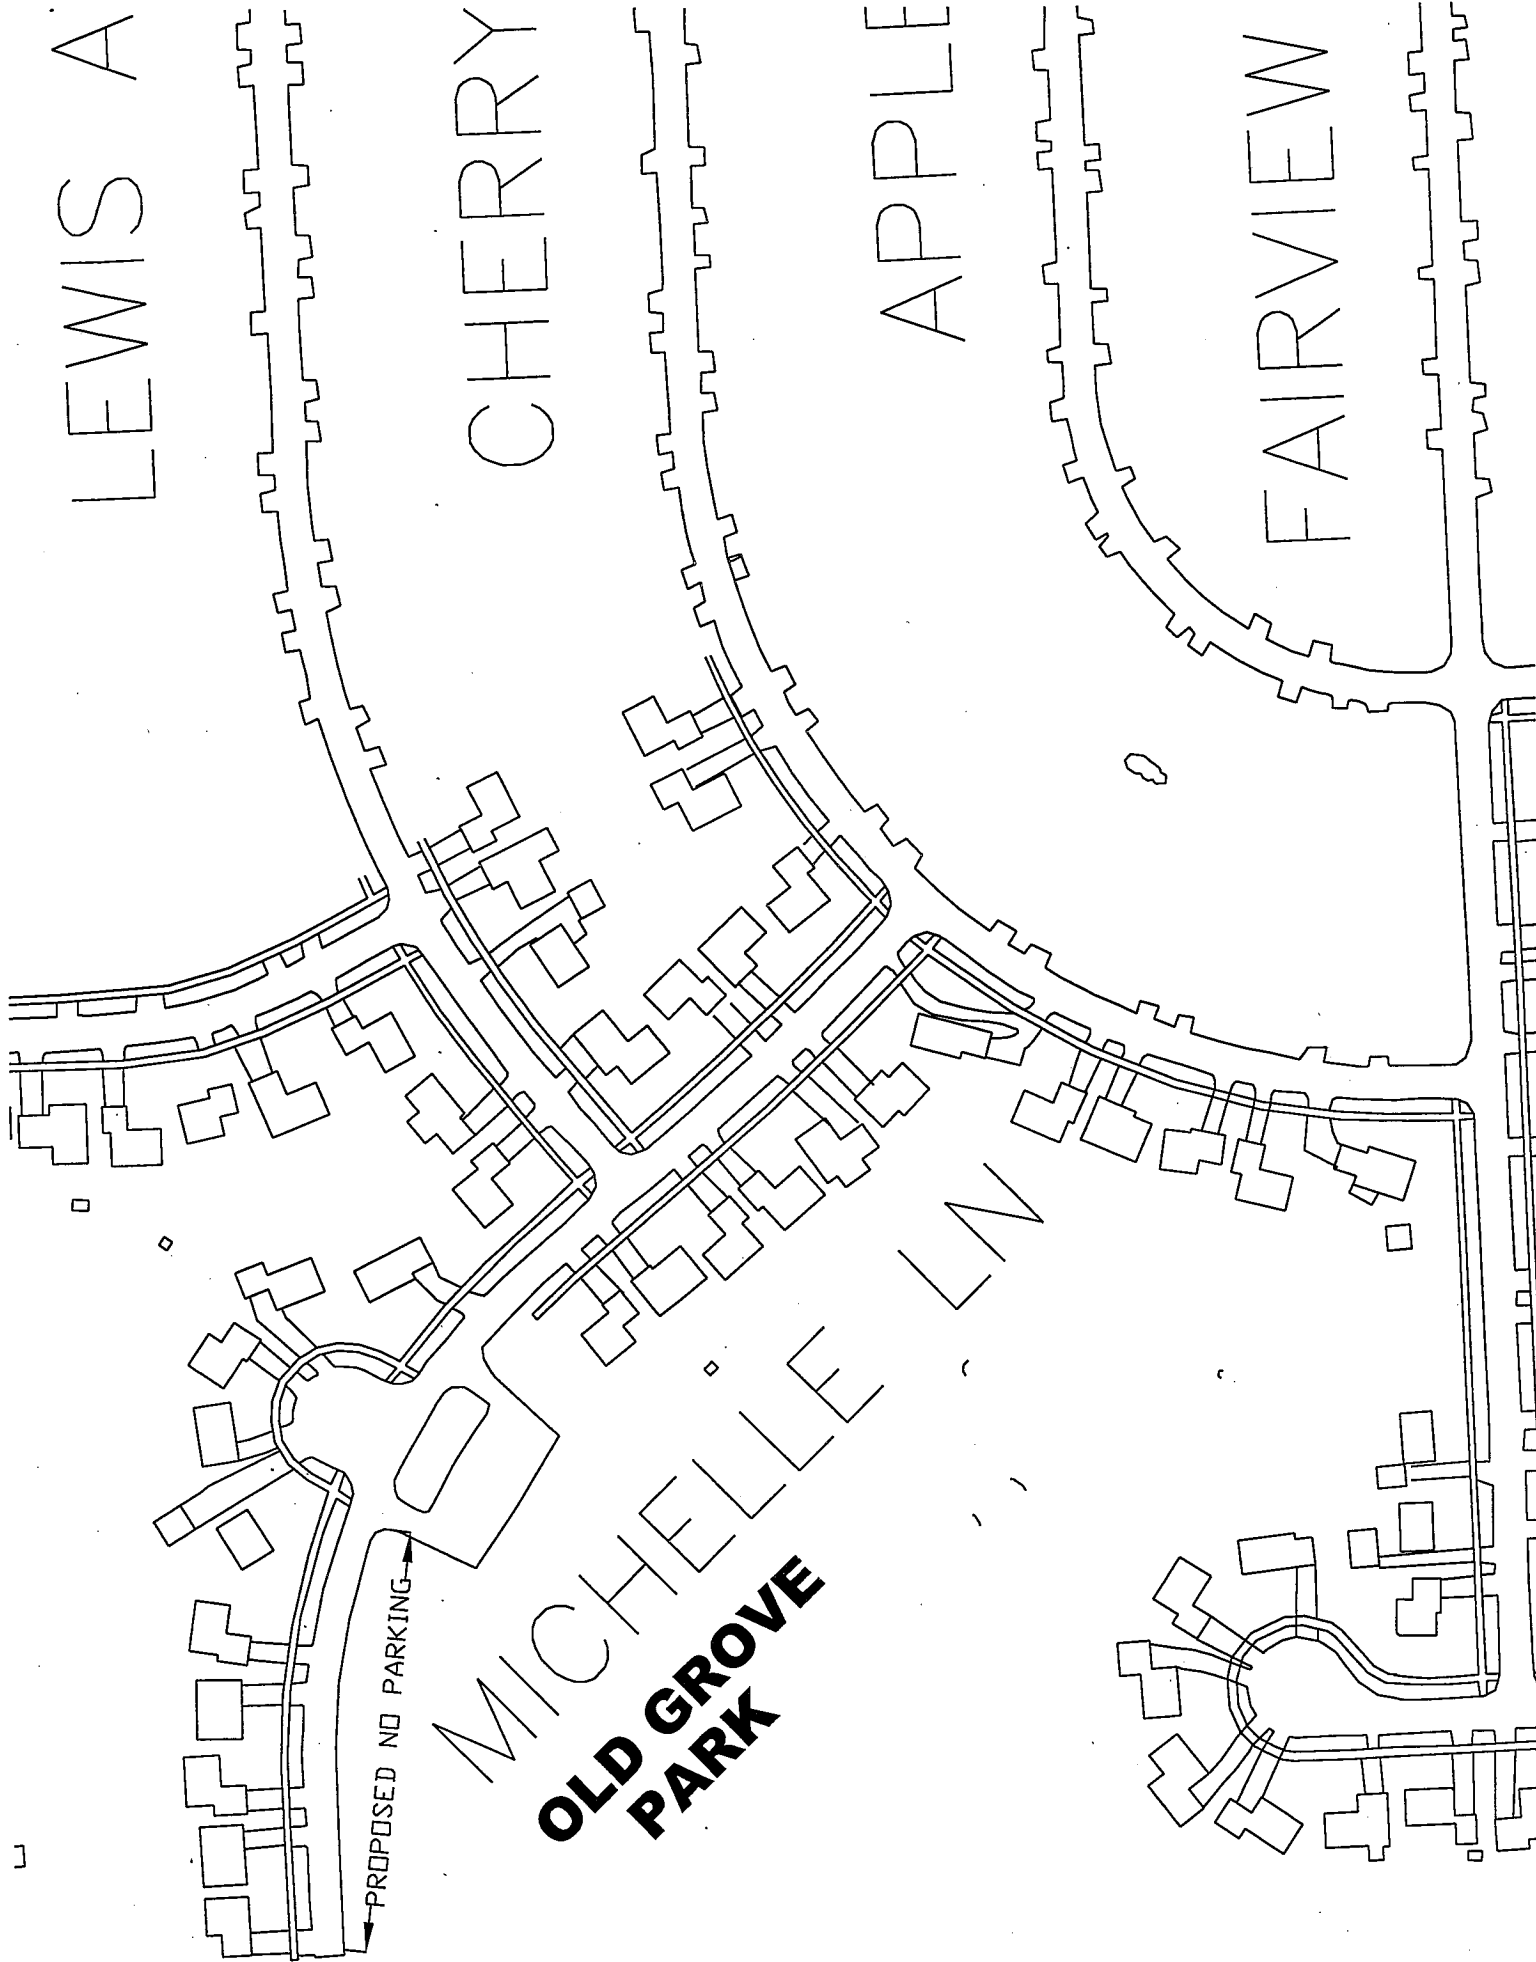 LEWIS A
CHERRY
APPLE
FAIRVIEW
MICHELLE LN
OLD GROVE
PARK
PROPOSED NO PARKING